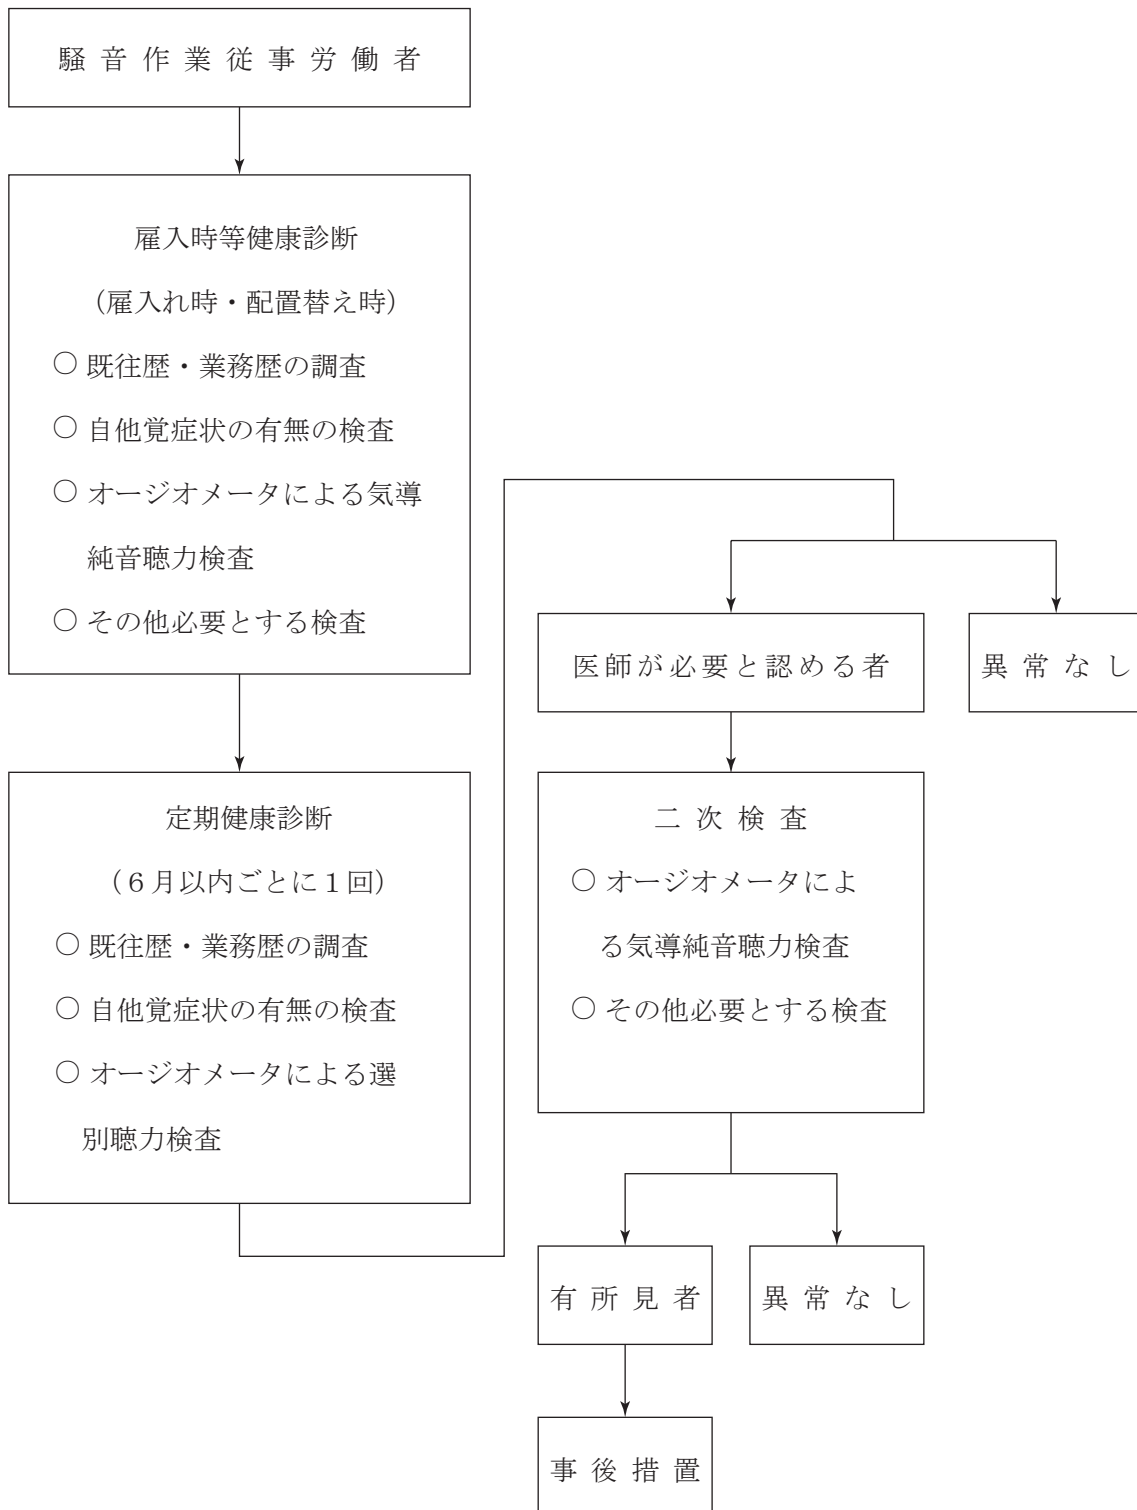 騒音作業従事労働者
雇入時等健康診断
（雇入れ時・配置替え時）
○ 既往歴・業務歴の調査
○ 自他覚症状の有無の検査
○ オージオメータによる気導
純音聴力検査
○ その他必要とする検査
定期健康診断
（６月以内ごとに１回）
○ 既往歴・業務歴の調査
○ 自他覚症状の有無の検査
○ オージオメータによる選
別聴力検査
医師が必要と認める者
異常なし
二次検査
○ オージオメータによ
る気導純音聴力検査
○ その他必要とする検査
有所見者
異常なし
事後措置